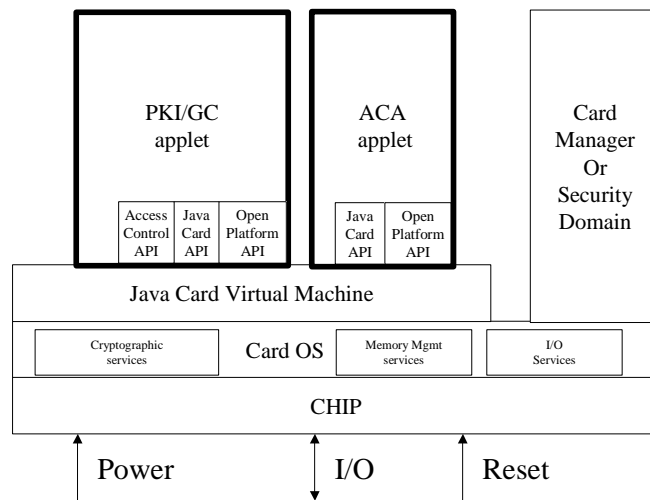 PKI/GC
applet
ACA
applet
Card
Manager
Or
Security
Domain
Access
Control
API
Java
Card
API
Open
Platform
API
Java
Card
API
Open
Platform
API
Java Card Virtual Machine
Cryptographic
services
Card OS
Memory Mgmt
services
I/O
Services
CHIP
Power
I/O
Reset